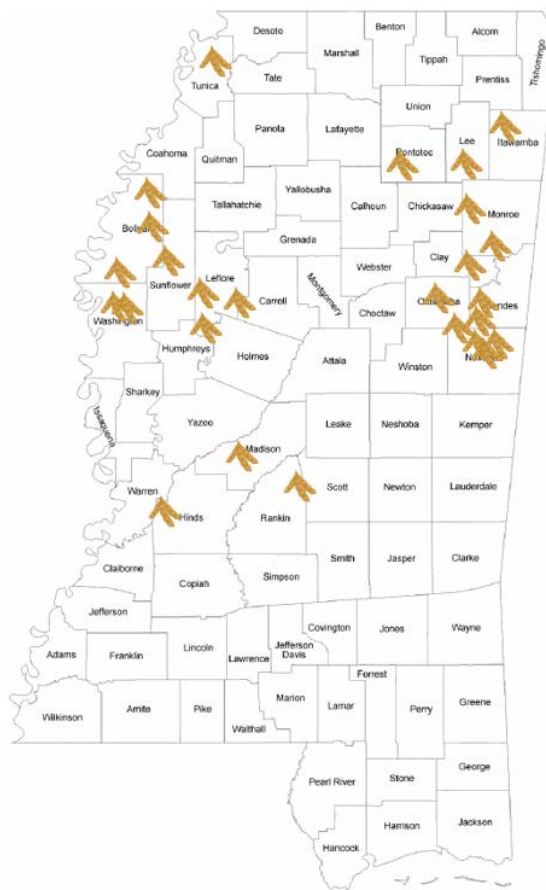 Desoto
Benton
Alcorn
Marshall
Tippah
Tishomingo
Tunica
Tate
Prentiss
Union
Panola
Lafayette
Lee
Itawamba
Coahoma
Quitman
Pontotoc
Yallobusha
Tallahatchie
Calhoun
Chickasaw
Monroe
Bolivar
Grenada
Clay
Webster
Leflore
Sunflower
Carroll
Montgomery
Choctaw
Washington
Humphreys
Holmes
Attala
Winston
Sharkey
Issaquena
Yazoo
Leake
Neshoba
Kemper
Madison
Warren
Scott
Newton
Lauderdale
Hinds
Rankin
Smith
Jasper
Clarke
Claiborne
Copiah
Simpson
Jefferson
Covington
Jones
Wayne
Lincoln
Adams
Franklin
Lawrence
Jefferson
Davis
Forrest
Marion
Lamar
Perry
Greene
Wilkinson
Amite
Pike
Walthall
George
Pearl River
Stone
Jackson
Harrison
Hancock